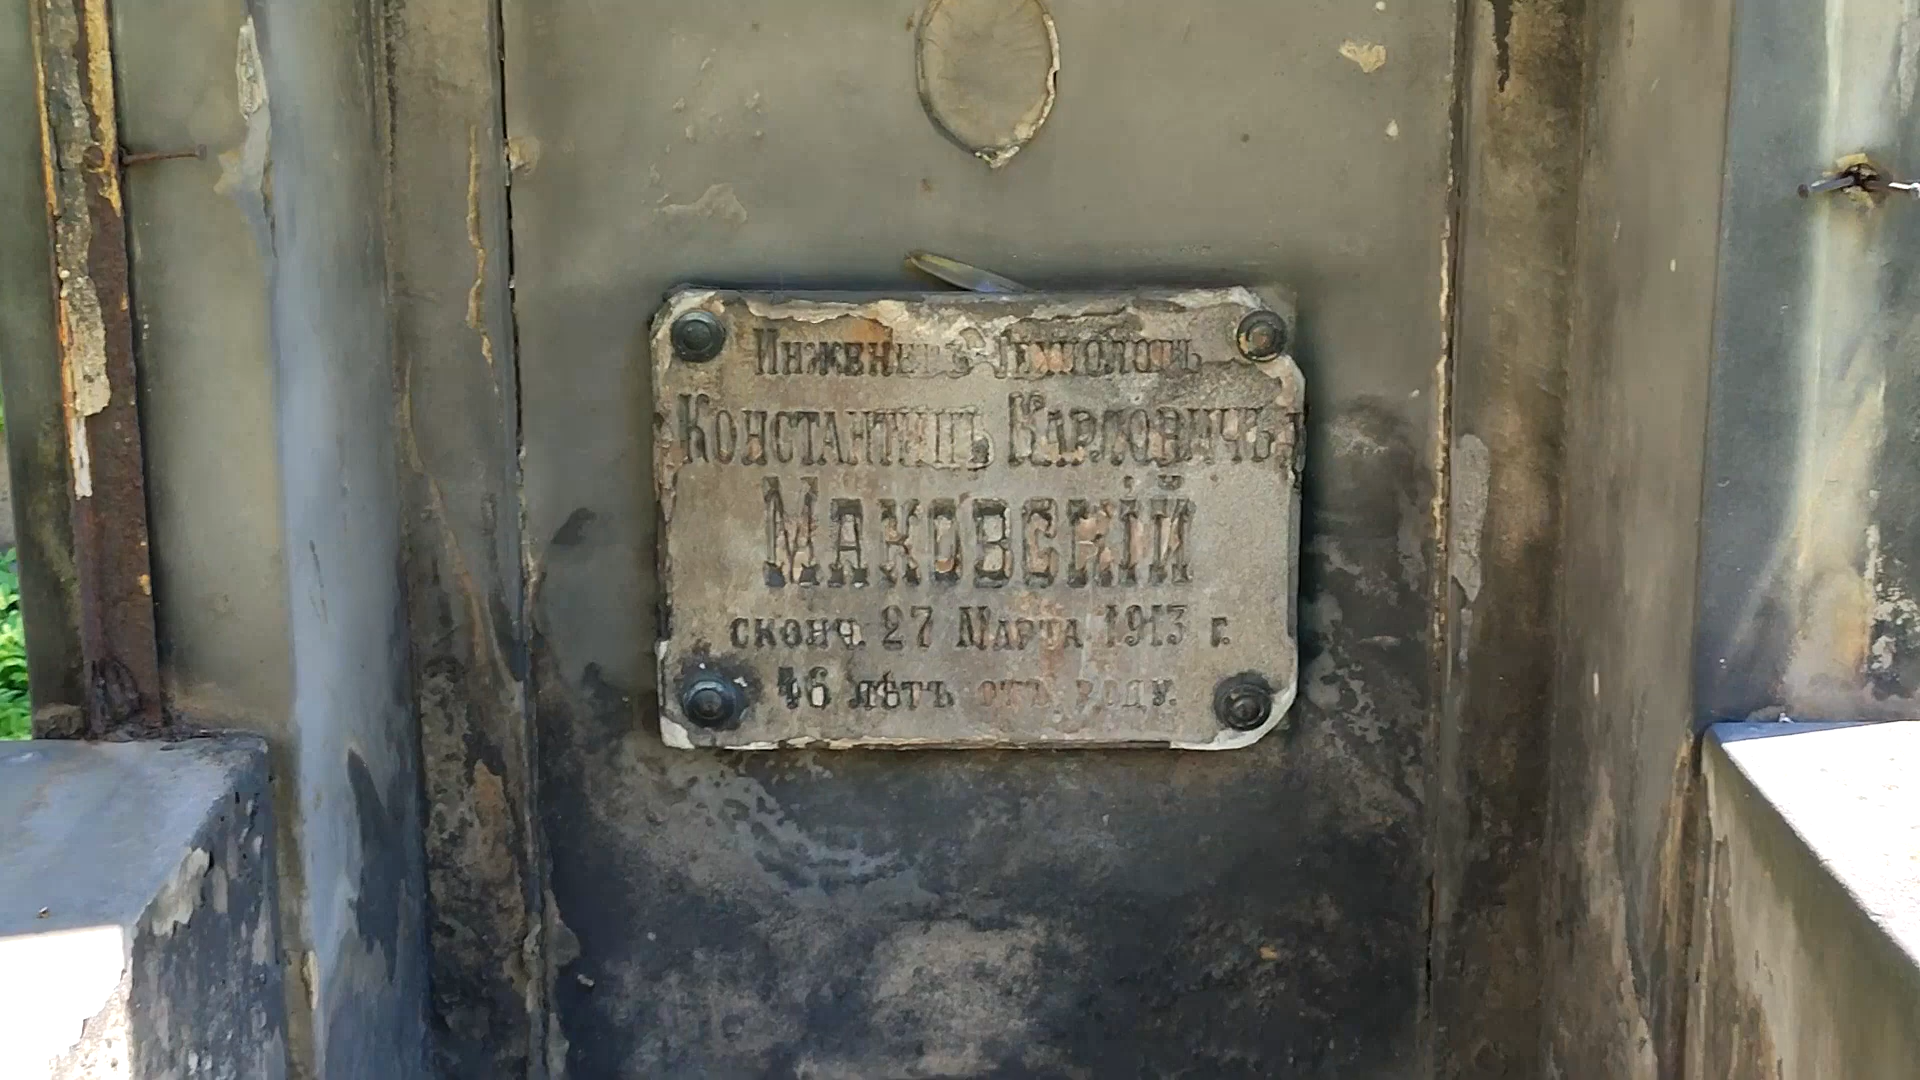 Инженеръ Технологъ
Константинъ Карловичъ
Маковскій
сконч. 27 Марта 1913 г.
46 лѣтъ отъ роду.